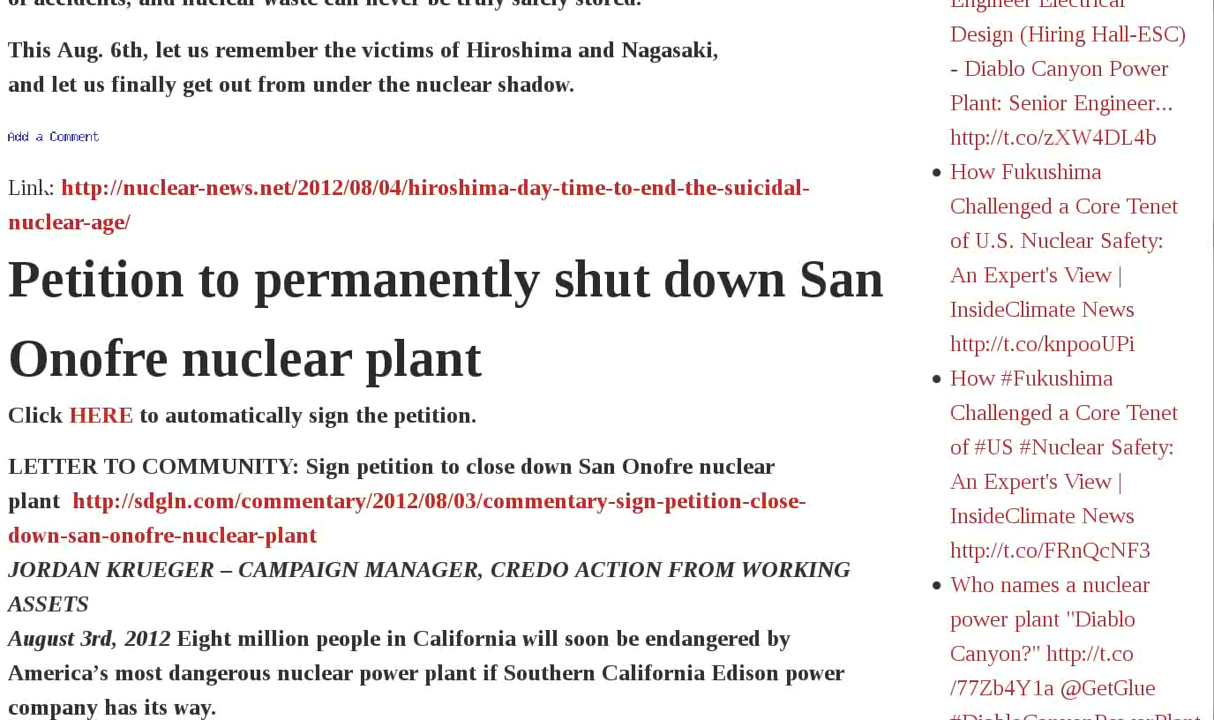 of accidents, and nuclear waste can never be truly safely stored.
This Aug. 6th, let us remember the victims of Hiroshima and Nagasaki,
and let us finally get out from under the nuclear shadow.
Add a Comment
Link: http://nuclear-news.net/2012/08/04/hiroshima-day-time-to-end-the-suicidal-
nuclear-age/
Petition to permanently shut down San
Onofre nuclear plant
Click HERE to automatically sign the petition.
LETTER TO COMMUNITY: Sign petition to close down San Onofre nuclear
plant  http://sdgln.com/commentary/2012/08/03/commentary-sign-petition-close-
down-san-onofre-nuclear-plant
JORDAN KRUEGER – CAMPAIGN MANAGER, CREDO ACTION FROM WORKING
ASSETS
August 3rd, 2012 Eight million people in California will soon be endangered by
America’s most dangerous nuclear power plant if Southern California Edison power
company has its way.
Engineer Electrical
Design (Hiring Hall-ESC)
- Diablo Canyon Power
Plant: Senior Engineer...
http://t.co/zXW4DL4b
• How Fukushima
Challenged a Core Tenet
of U.S. Nuclear Safety:
An Expert's View |
InsideClimate News
http://t.co/knpooUPi
• How #Fukushima
Challenged a Core Tenet
of #US #Nuclear Safety:
An Expert's View |
InsideClimate News
http://t.co/FRnQcNF3
• Who names a nuclear
power plant "Diablo
Canyon?" http://t.co
/77Zb4Y1a @GetGlue
#DiabloCanyonPowerPlant